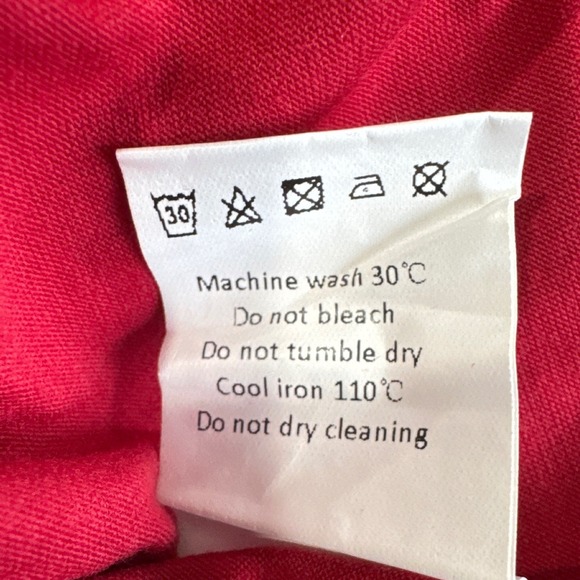 30
Machine wash 30°C
Do not bleach
Do not tumble dry
Cool iron 110°C
Do not dry cleaning